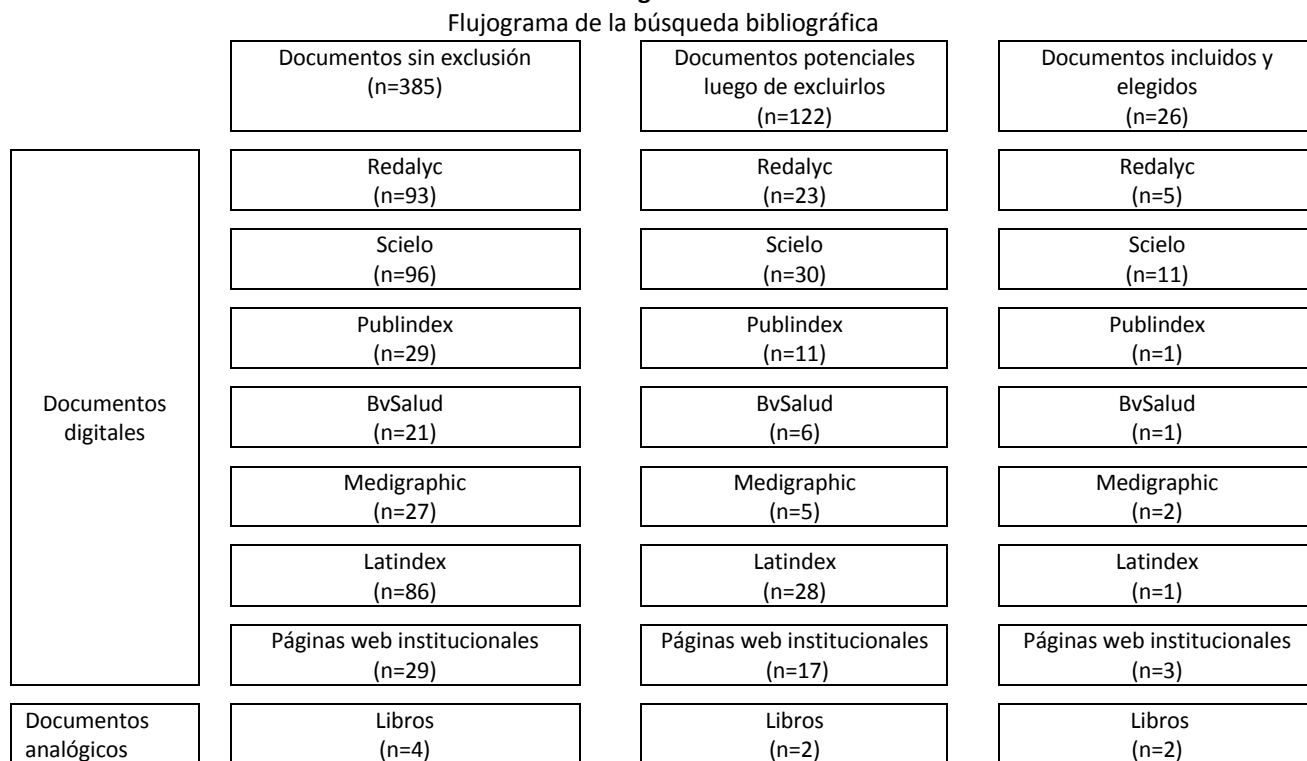 Flujograma de la búsqueda bibliográfica
Documentos sin exclusión
(n=385)
Documentos potenciales
luego de excluirlos
(n=122)
Documentos incluidos y
elegidos
(n=26)
Documentos
digitales
Redalyc
(n=93)
Redalyc
(n=23)
Redalyc
(n=5)
Scielo
(n=96)
Scielo
(n=30)
Scielo
(n=11)
Publindex
(n=29)
Publindex
(n=11)
Publindex
(n=1)
BvSalud
(n=21)
BvSalud
(n=6)
BvSalud
(n=1)
Medigraphic
(n=27)
Medigraphic
(n=5)
Medigraphic
(n=2)
Latindex
(n=86)
Latindex
(n=28)
Latindex
(n=1)
Páginas web institucionales
(n=29)
Páginas web institucionales
(n=17)
Páginas web institucionales
(n=3)
Documentos
analógicos
Libros
(n=4)
Libros
(n=2)
Libros
(n=2)